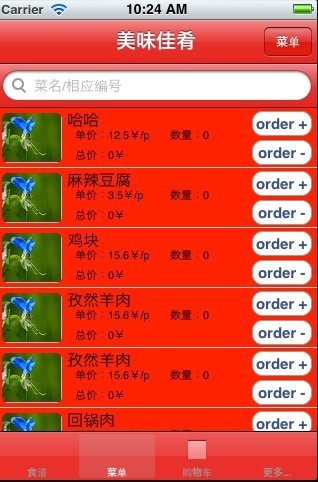 Carrier 10:24 AM
美味佳肴 菜单
菜名/相应编号
哈哈
单价：12.5￥/p 数量：0
总价：0￥
order +
order -
麻辣豆腐
单价：3.5￥/p 数量：0
总价：0￥
order +
order -
鸡块
单价：15.6￥/p 数量：0
总价：0￥
order +
order -
孜然羊肉
单价：15.6￥/p 数量：0
总价：0￥
order +
order -
孜然羊肉
单价：15.6￥/p 数量：0
总价：0￥
order +
order -
回锅肉
order +
食谱 菜单 购物车 更多...